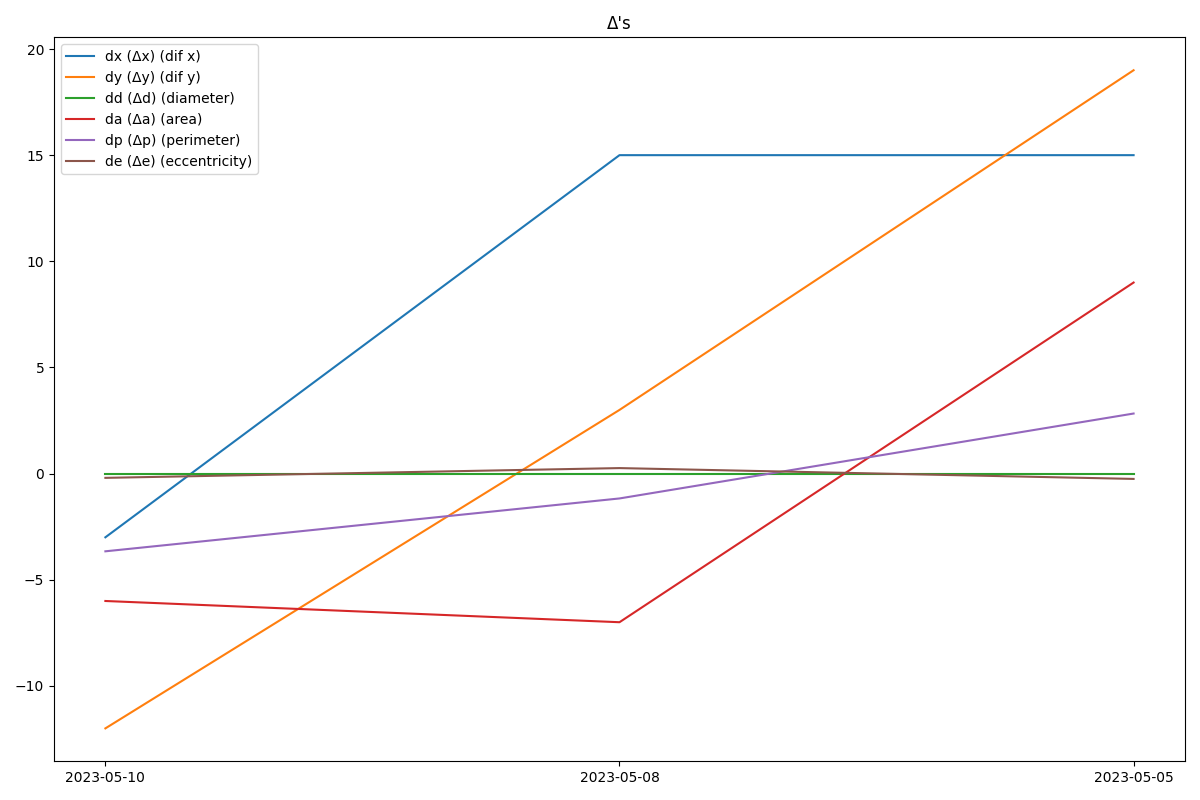 Δ's
dx (Δx) (dif x)
dy (Δy) (dif y)
dd (Δd) (diameter)
da (Δa) (area)
dp (Δp) (perimeter)
de (Δe) (eccentricity)
20
15
10
5
0
−5
−10
2023-05-10 2023-05-08 2023-05-05